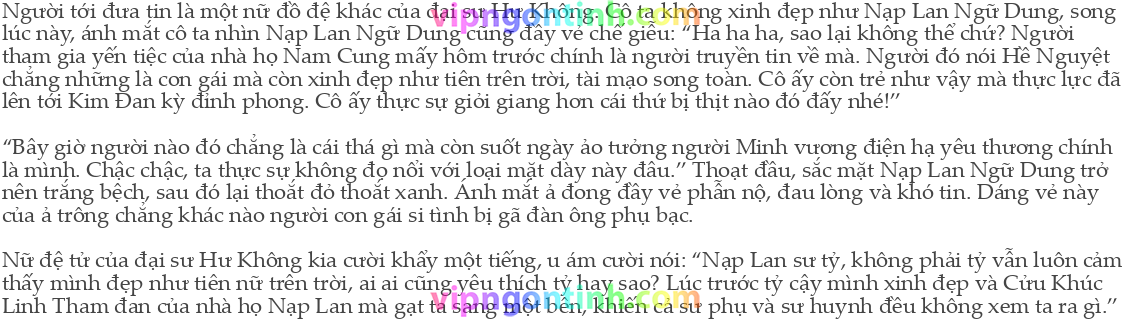 Người tới đưa tin là một nữ đồ đệ khác của đại sư Hư Không. Cô ta không xinh đẹp như Nạp Lan Ngữ Dung, song
lúc này, ánh mắt cô ta nhìn Nạp Lan Ngữ Dung cũng đầy vẻ chế giễu: “Ha ha ha, sao lại không thể chứ? Người
tham gia yến tiệc của nhà họ Nam Cung mấy hôm trước chính là người truyền tin về mà. Người đó nói Hề Nguyệt
chẳng những là con gái mà còn xinh đẹp như tiên trên trời, tài mạo song toàn. Cô ấy còn trẻ như vậy mà thực lực đã
lên tới Kim Đan kỳ đỉnh phong. Cô ấy thực sự giỏi giang hơn cái thứ bị thịt nào đó đấy nhé!”
“Bây giờ người nào đó chẳng là cái thá gì mà còn suốt ngày ảo tưởng người Minh vương điện hạ yêu thương chính
là mình. Chậc chậc, ta thực sự không đọ nổi với loại mặt dày này đâu.” Thoạt đầu, sắc mặt Nạp Lan Ngữ Dung trở
nên trắng bệch, sau đó lại thoắt đỏ thoắt xanh. Ánh mắt ả đong đầy vẻ phẫn nộ, đau lòng và khó tin. Dáng vẻ này
của ả trông chẳng khác nào người con gái si tình bị gã đàn ông phụ bạc.
Nữ đệ tử của đại sư Hư Không kia cười khẩy một tiếng, u ám cười nói: “Nạp Lan sư tỷ, không phải tỷ vẫn luôn cảm
thấy mình đẹp như tiên nữ trên trời, ai ai cũng yêu thích tỷ hay sao? Lúc trước tỷ cậy mình xinh đẹp và Cửu Khúc
Linh Tham đan của nhà họ Nạp Lan mà gạt ta sang một bên, khiến cả sư phụ và sư huynh đều không xem ta ra gì.”
vipngontinh.com
vipngontinh.com